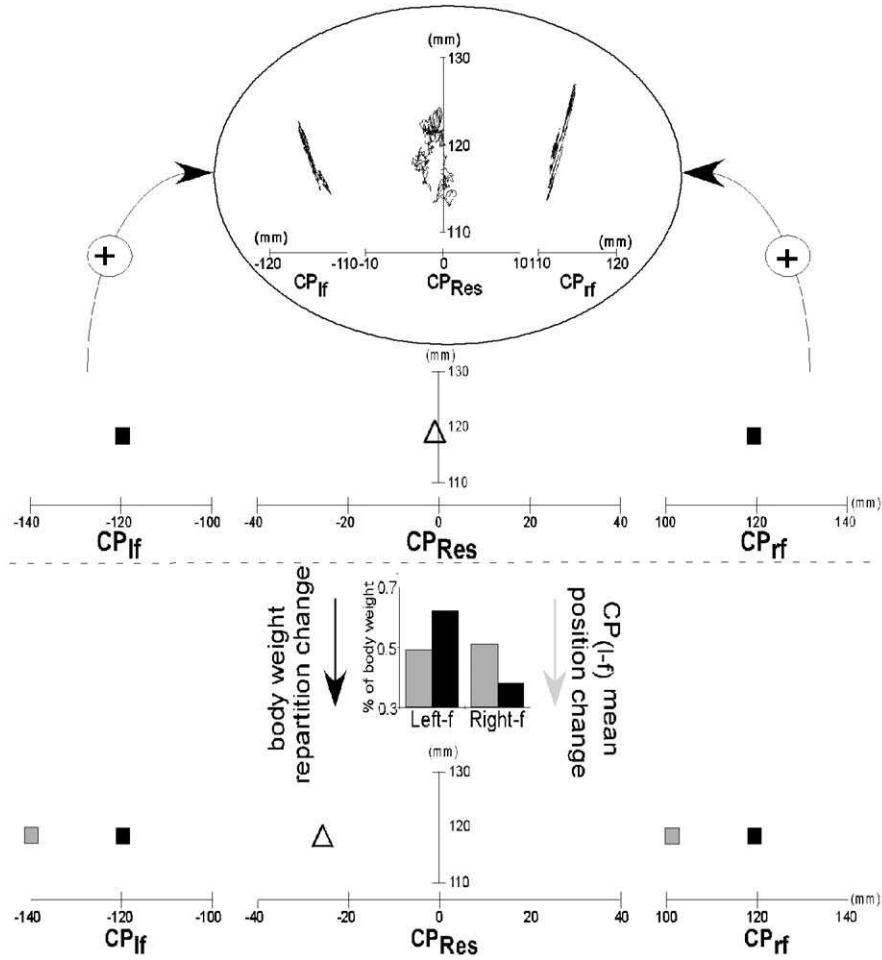 (mm)
130
120
110
(mm) (mm)
-120 -110 -10 0 10 110 120
CPlf CPRes CPrf
+ +
(mm)
130
120
110
-140 -120 -100 -40 -20 0 20 40 100 120 140 (mm)
CPlf CPRes CPrf
body weight
repartition change
% of body weight
0.7
0.5
0.3
Left-f Right-f
CP(l-f) mean
position change
(mm)
130
120
110
-140 -120 -100 -40 -20 0 20 40 100 120 140 (mm)
CPlf CPRes CPrf